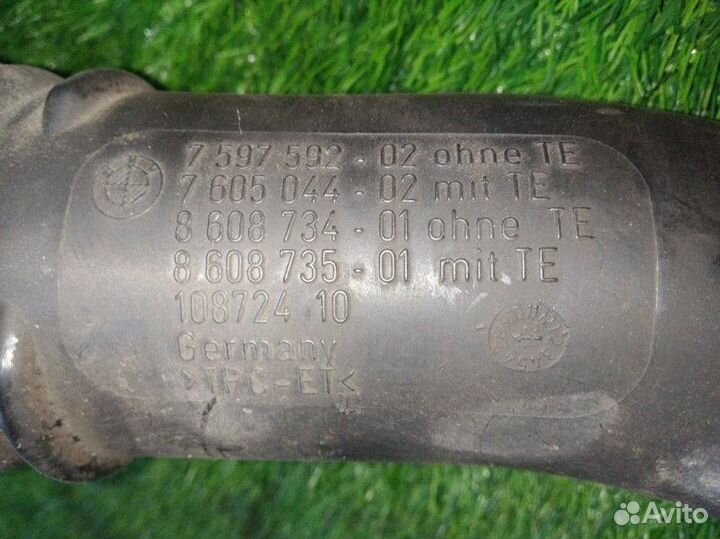 7 597 592 - 02 ohne TE
7 605 044 - 02 mit TE
8 608 734 - 01 ohne TE
8 608 735 - 01 mit TE
108724 10
Germany
>TPC-ET<
Avito